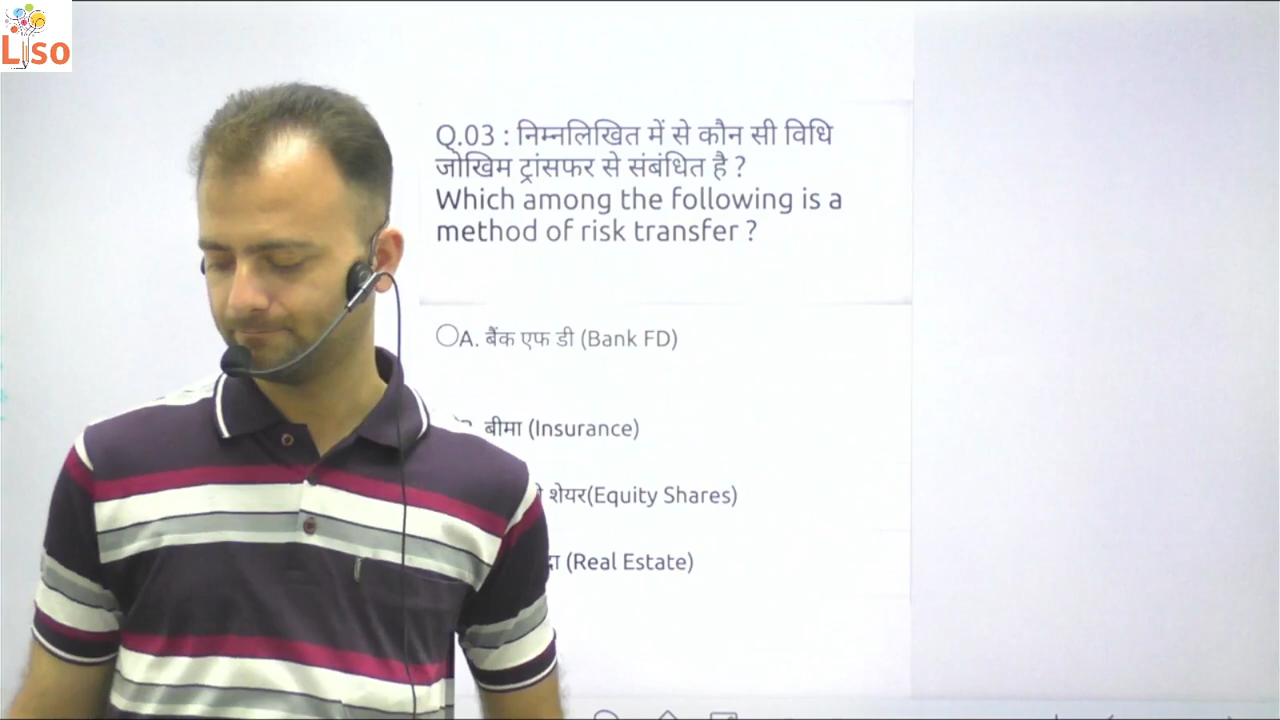 Liso
Q.03 : निम्नलिखित में से कौन सी विधि
जोखिम ट्रांसफर से संबंधित है ?
Which among the following is a
method of risk transfer ?
A. बैंक एफ डी (Bank FD)
बीमा (Insurance)
शेयर(Equity Shares)
(Real Estate)